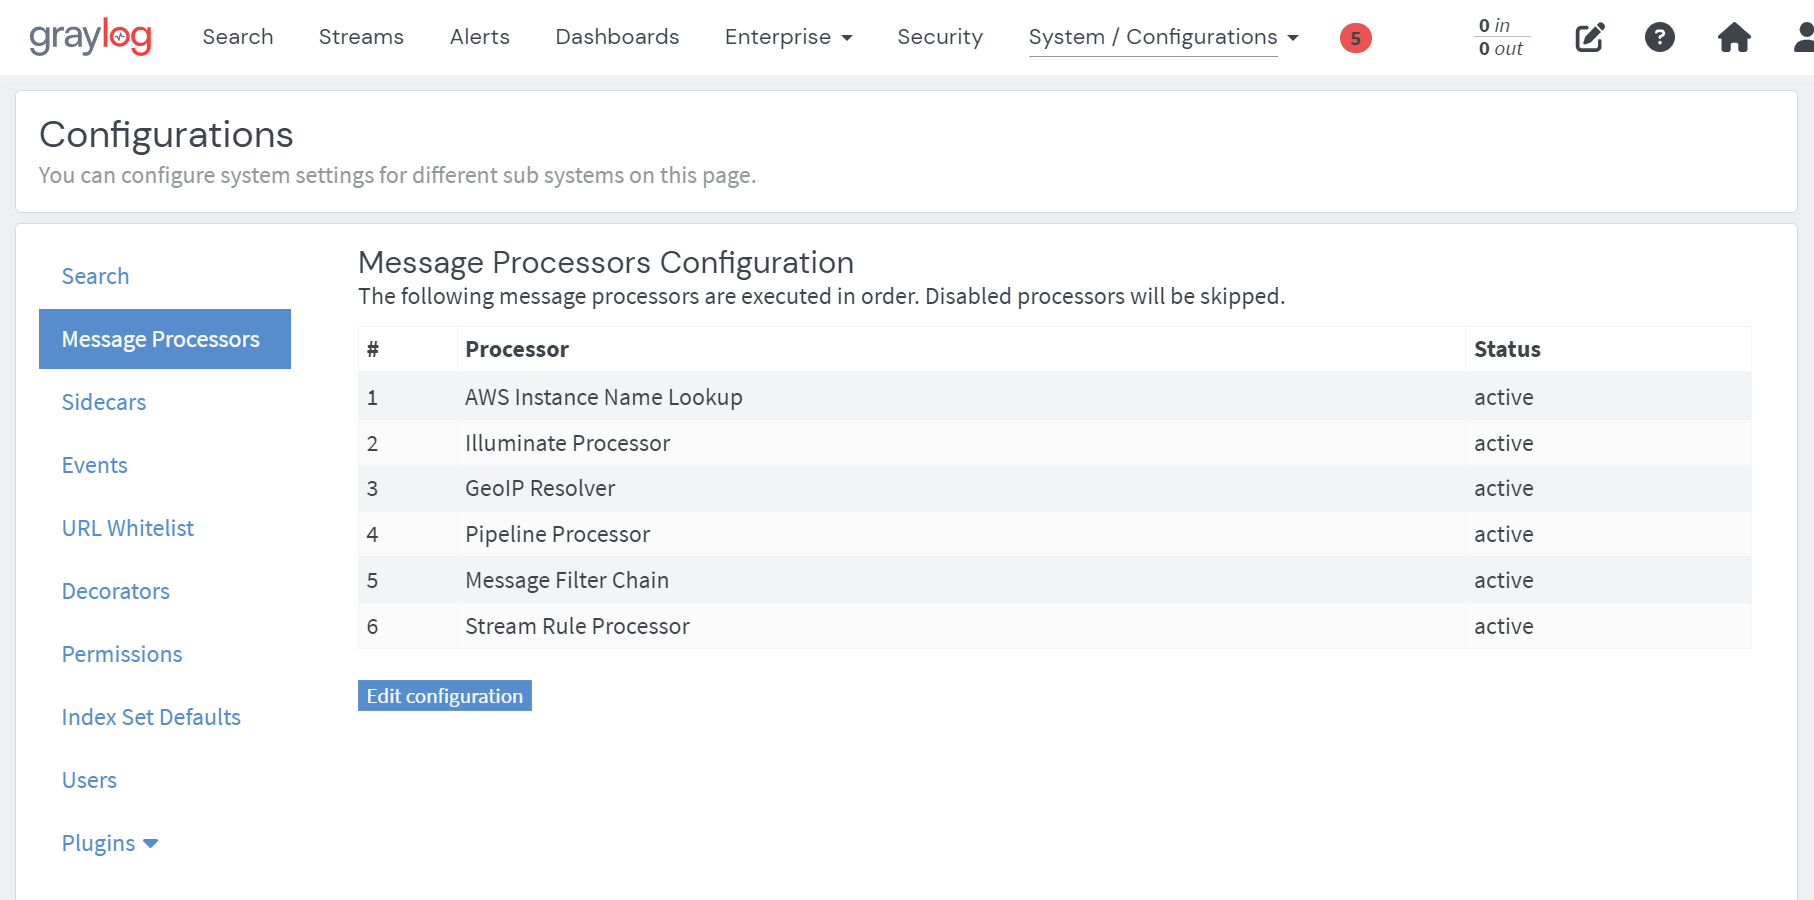 graylog Search Streams Alerts Dashboards Enterprise Security System / Configurations 5 0 in
0 out ?
Configurations
You can configure system settings for different sub systems on this page.
Search
Message Processors
Sidecars
Events
URL Whitelist
Decorators
Permissions
Index Set Defaults
Users
Plugins
Message Processors Configuration
The following message processors are executed in order. Disabled processors will be skipped.
# Processor Status
1 AWS Instance Name Lookup active
2 Illuminate Processor active
3 GeoIP Resolver active
4 Pipeline Processor active
5 Message Filter Chain active
6 Stream Rule Processor active
Edit configuration